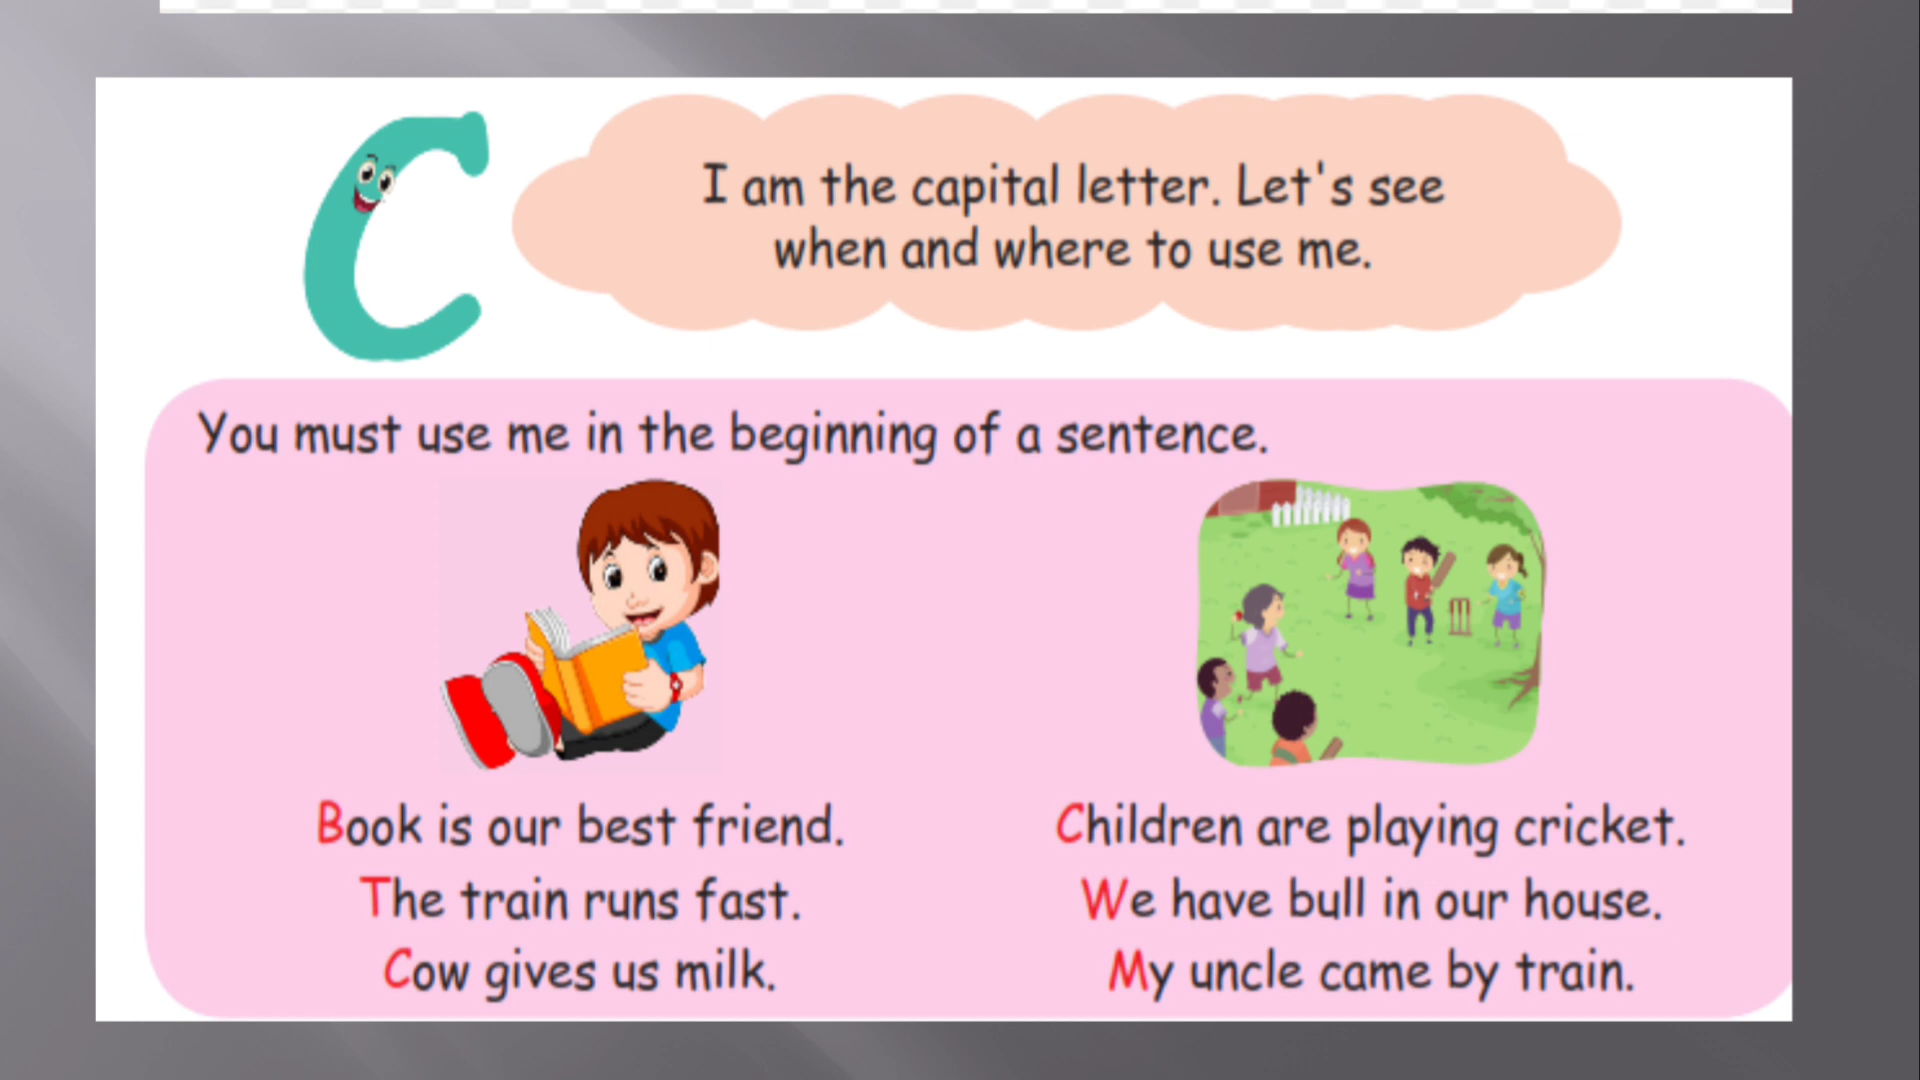 I am the capital letter. Let's see
when and where to use me.
You must use me in the beginning of a sentence.
Book is our best friend.
The train runs fast.
Cow gives us milk.
Children are playing cricket.
We have bull in our house.
My uncle came by train.